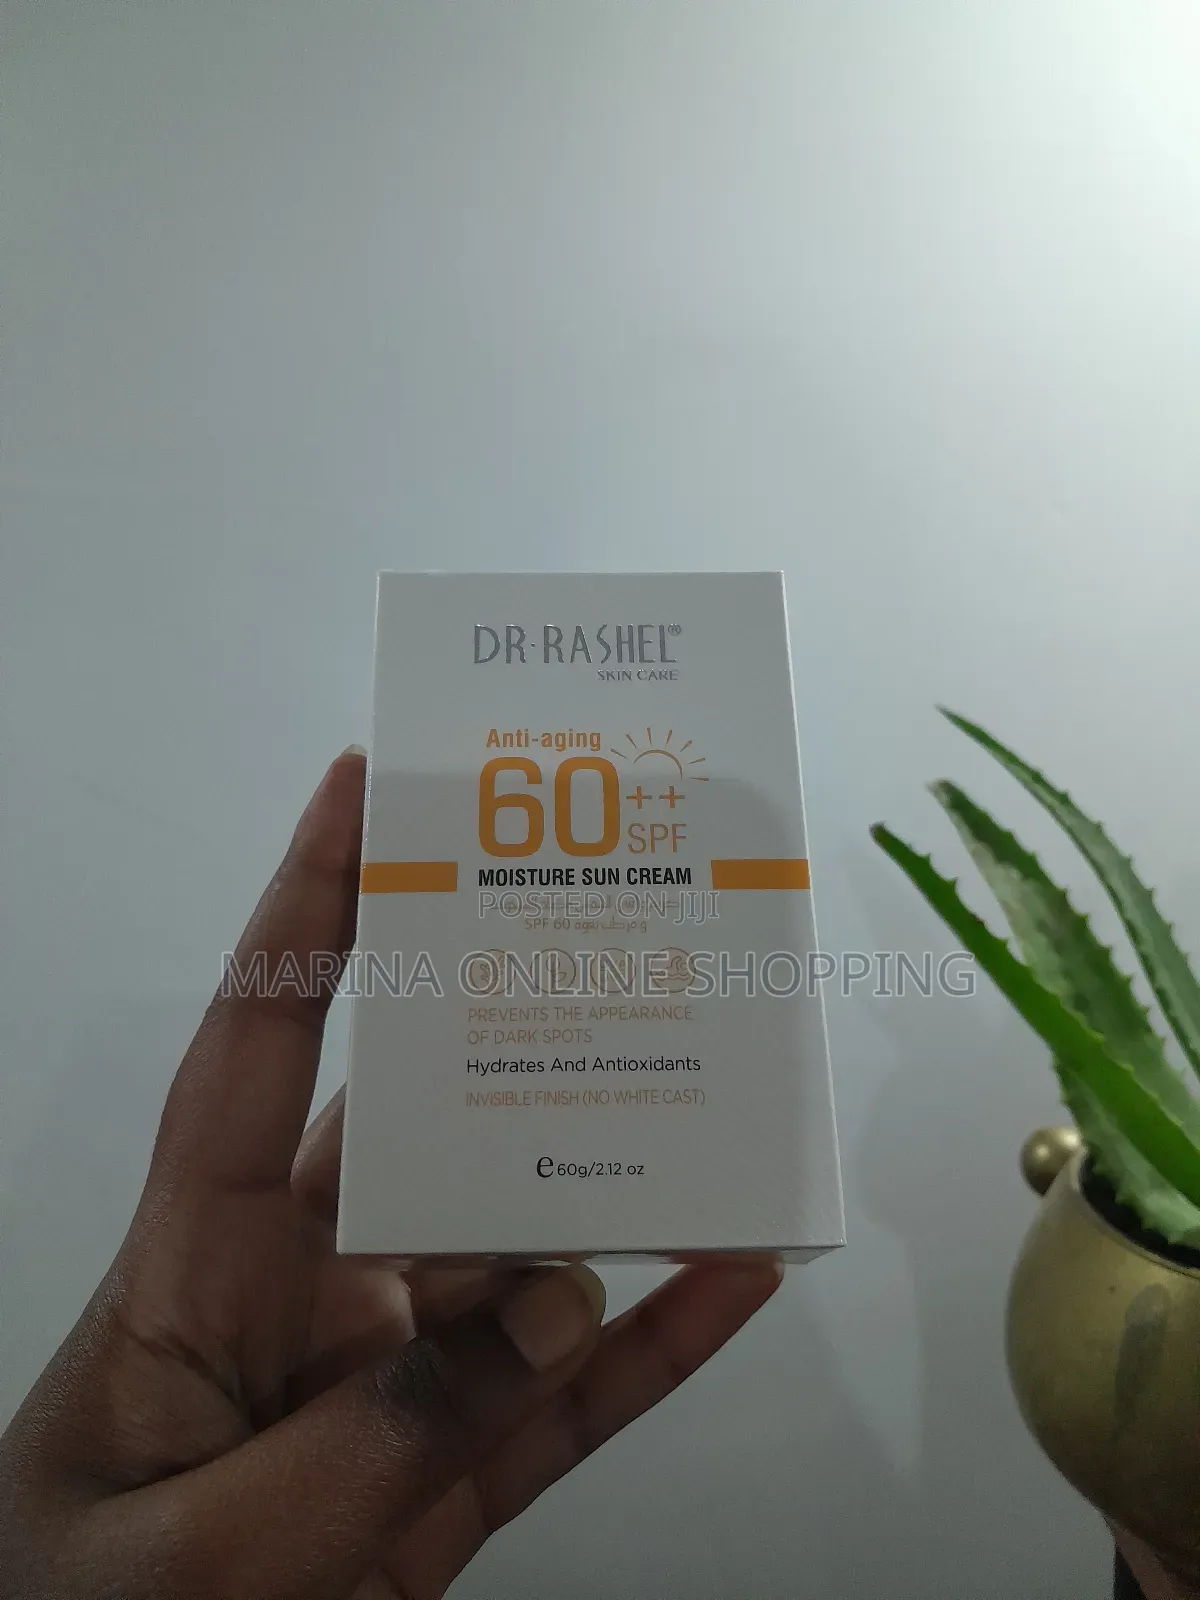 DR·RASHEL®
SKIN CARE
Anti-aging
60++
SPF
MOISTURE SUN CREAM
POSTED ON JIJI
SPF 60
MARINA ONLINE SHOPPING
PREVENTS THE APPEARANCE
OF DARK SPOTS
Hydrates And Antioxidants
INVISIBLE FINISH (NO WHITE CAST)
e 60g/2.12 oz